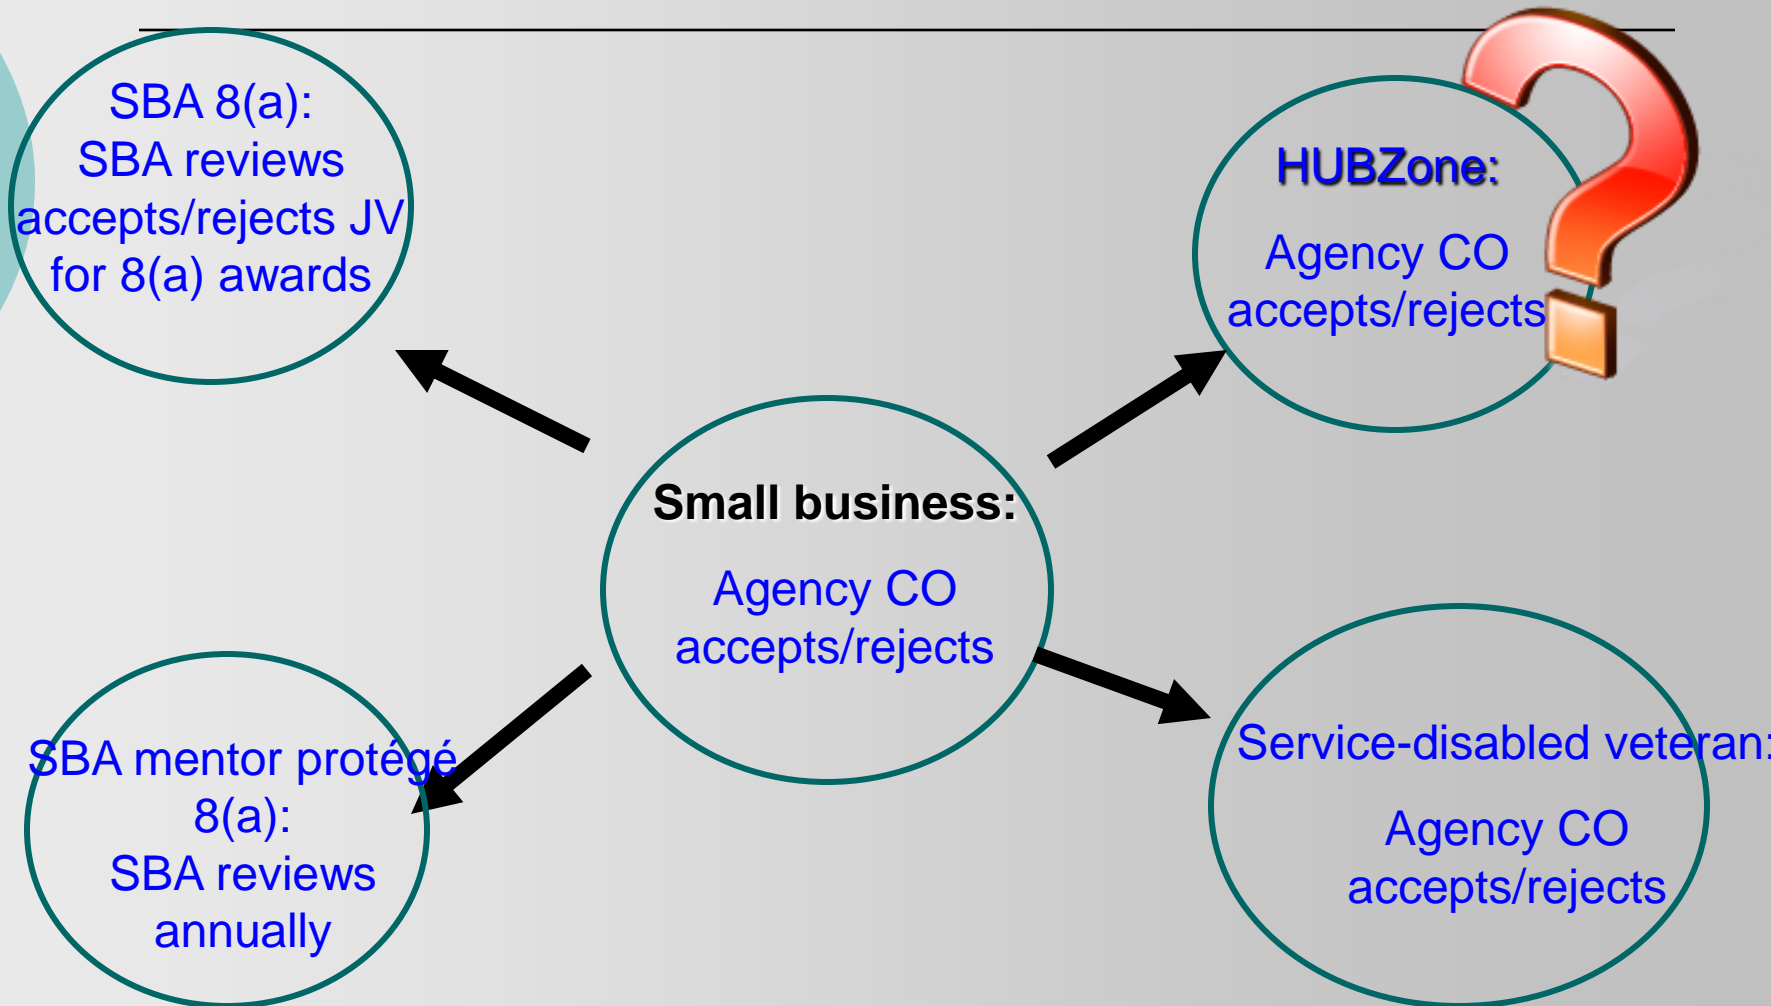 SBA 8(a):
SBA reviews
accepts/rejects JV
for 8(a) awards
HUBZone:
Agency CO
accepts/rejects
Small business:
Agency CO
accepts/rejects
SBA mentor protégé
8(a):
SBA reviews
annually
Service-disabled veteran:
Agency CO
accepts/rejects